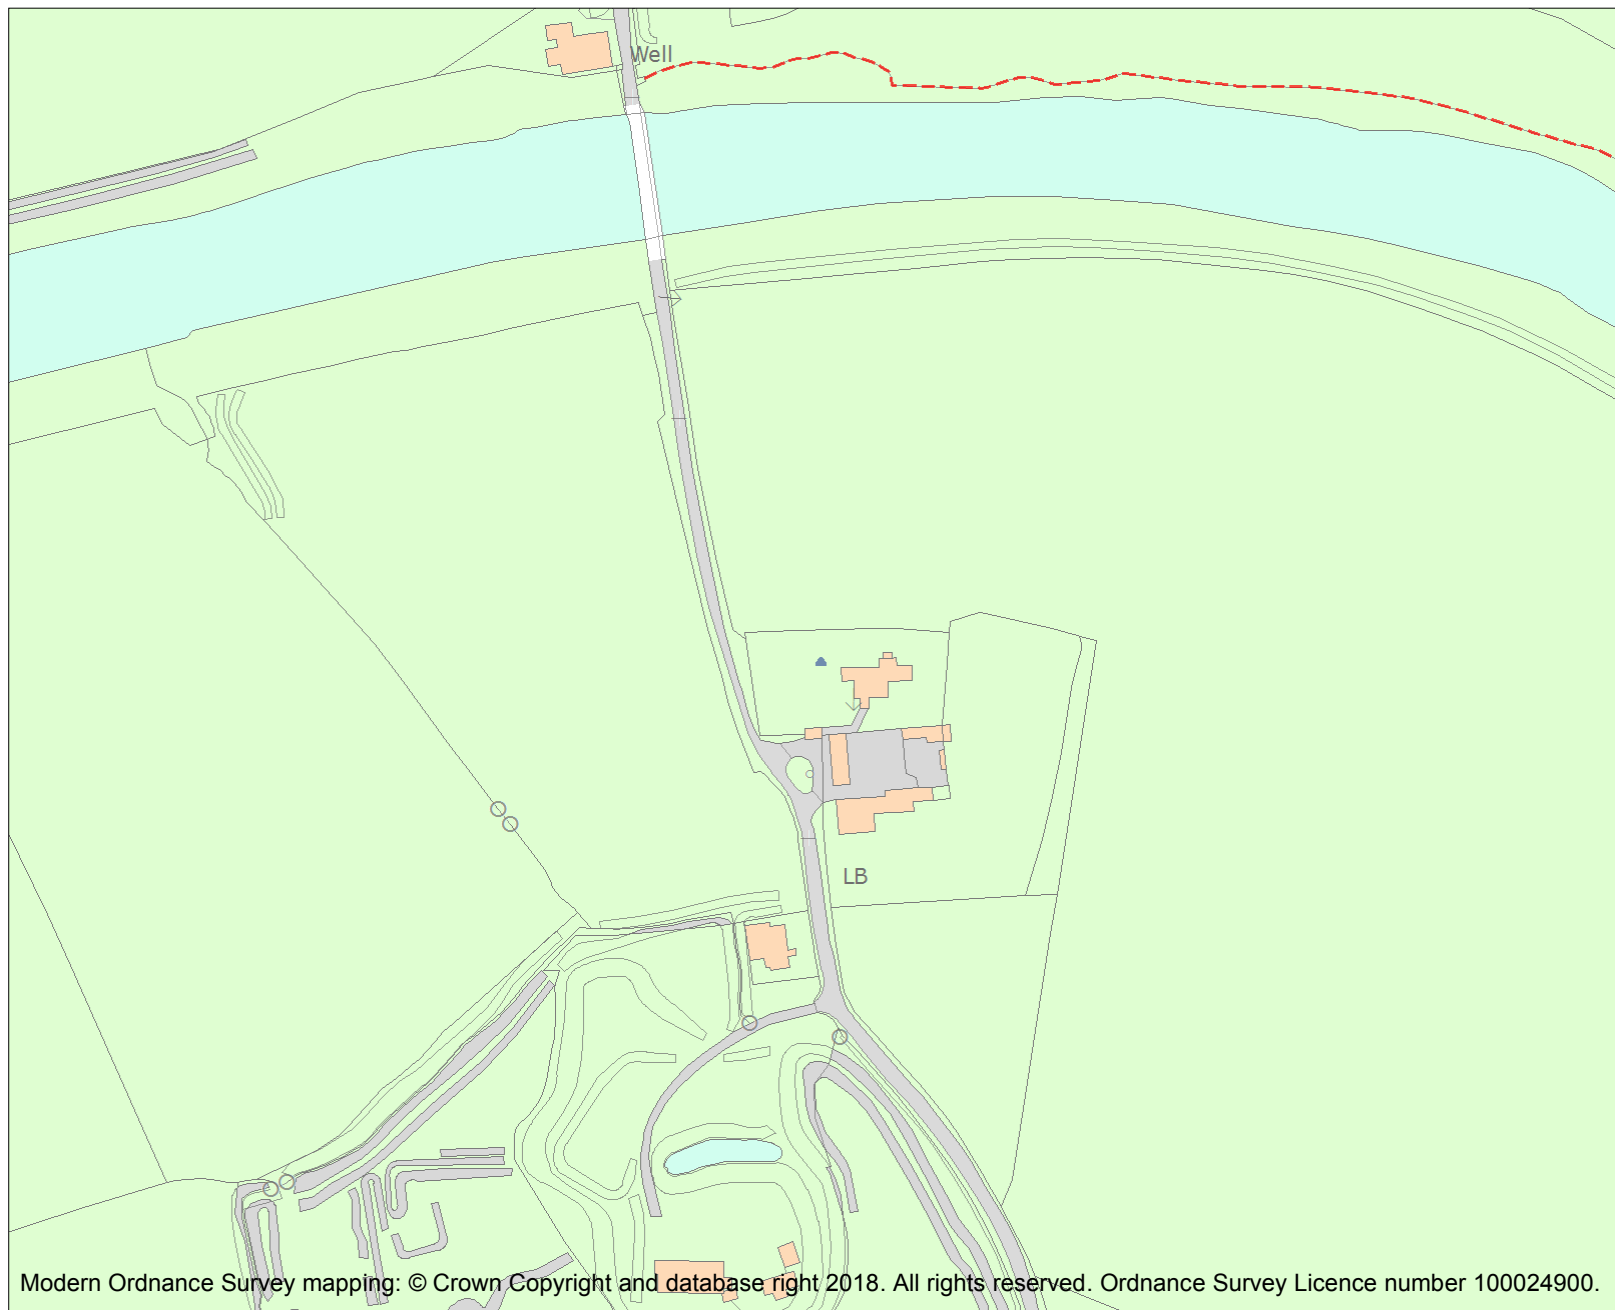 Well
LB
Modern Ordnance Survey mapping: © Crown Copyright and database right 2018. All rights reserved. Ordnance Survey Licence number 100024900.